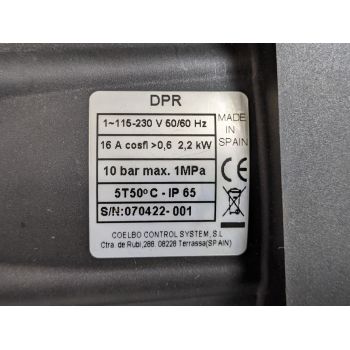 DPR
1~115-230 V 50/60 Hz
16 A cosfi >0,6 2,2 kW
10 bar max. 1MPa
5T50ºC - IP 65
S/N:070422-001
MADE
IN
SPAIN
CE
COELBO CONTROL SYSTEM, S.L
Ctra. de Rubi,288. 08228 Terrassa(SPAIN)